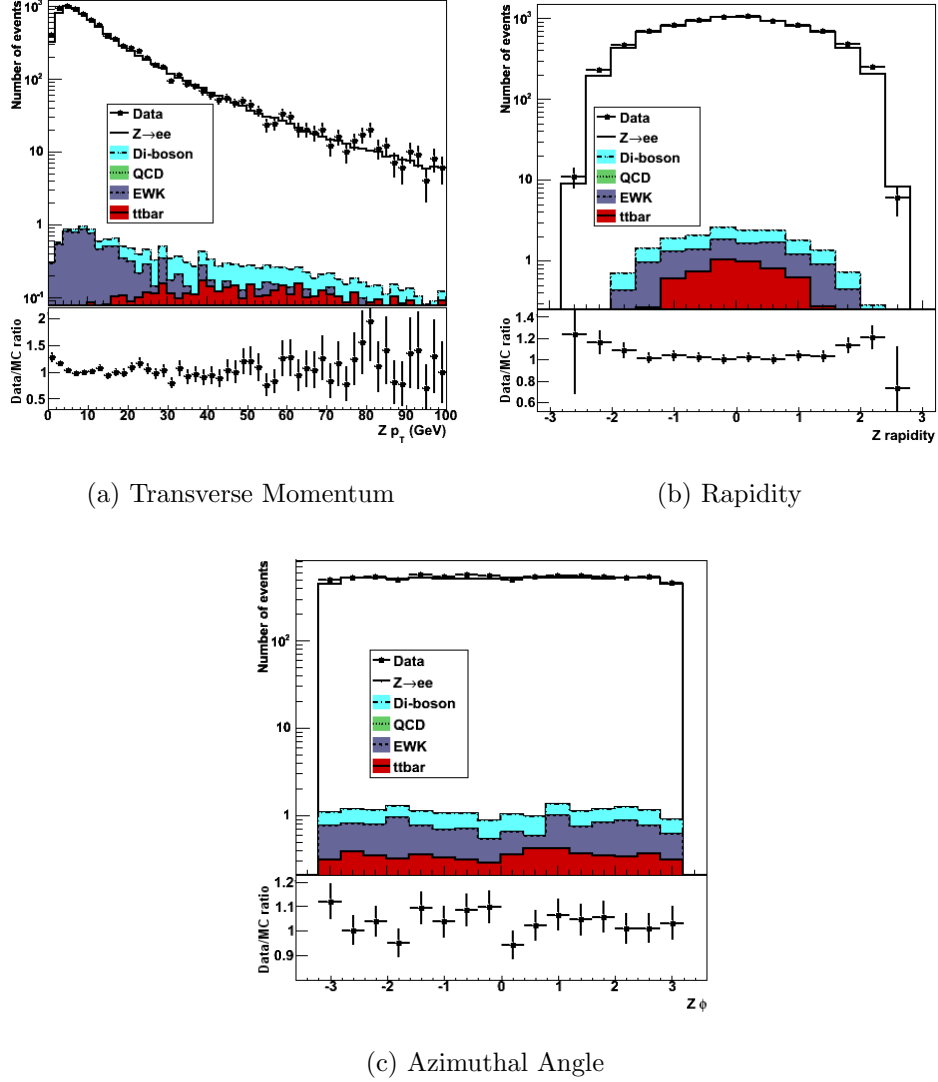 Number of events
10³
10²
10
1
10⁻¹
Data
Z→ee
Di-boson
QCD
EWK
ttbar
Data/MC ratio
2
1.5
1
0.5
0 10 20 30 40 50 60 70 80 90 100
Z p_T (GeV)
(a) Transverse Momentum
Number of events
10³
10²
10
1
Data
Z→ee
Di-boson
QCD
EWK
ttbar
Data/MC ratio
1.4
1.2
1.0
0.8
0.6
-3 -2 -1 0 1 2 3
Z rapidity
(b) Rapidity
Number of events
10²
10
1
Data
Z→ee
Di-boson
QCD
EWK
ttbar
Data/MC ratio
1.2
1.1
1.0
0.9
-3 -2 -1 0 1 2 3
Z ϕ
(c) Azimuthal Angle